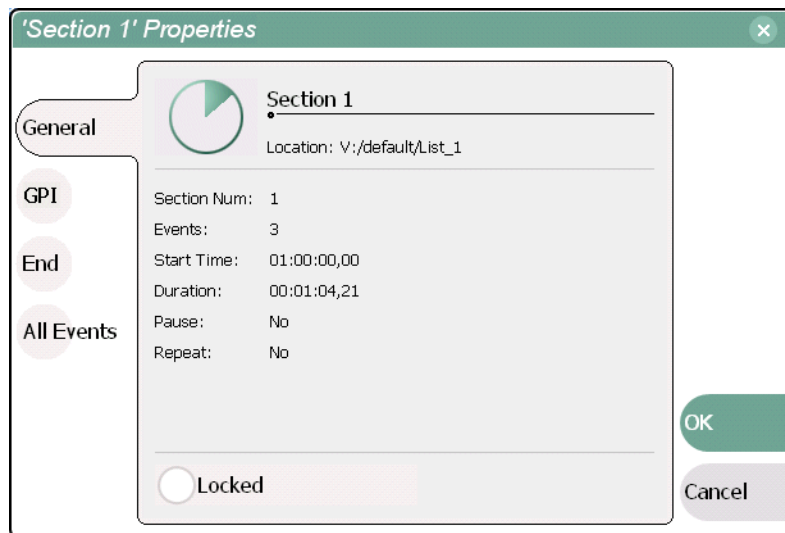 'Section 1' Properties
General
GPI
End
All Events
Section 1
Location: V:/default/List_1
Section Num: 1
Events: 3
Start Time: 01:00:00,00
Duration: 00:01:04,21
Pause: No
Repeat: No
Locked
OK
Cancel